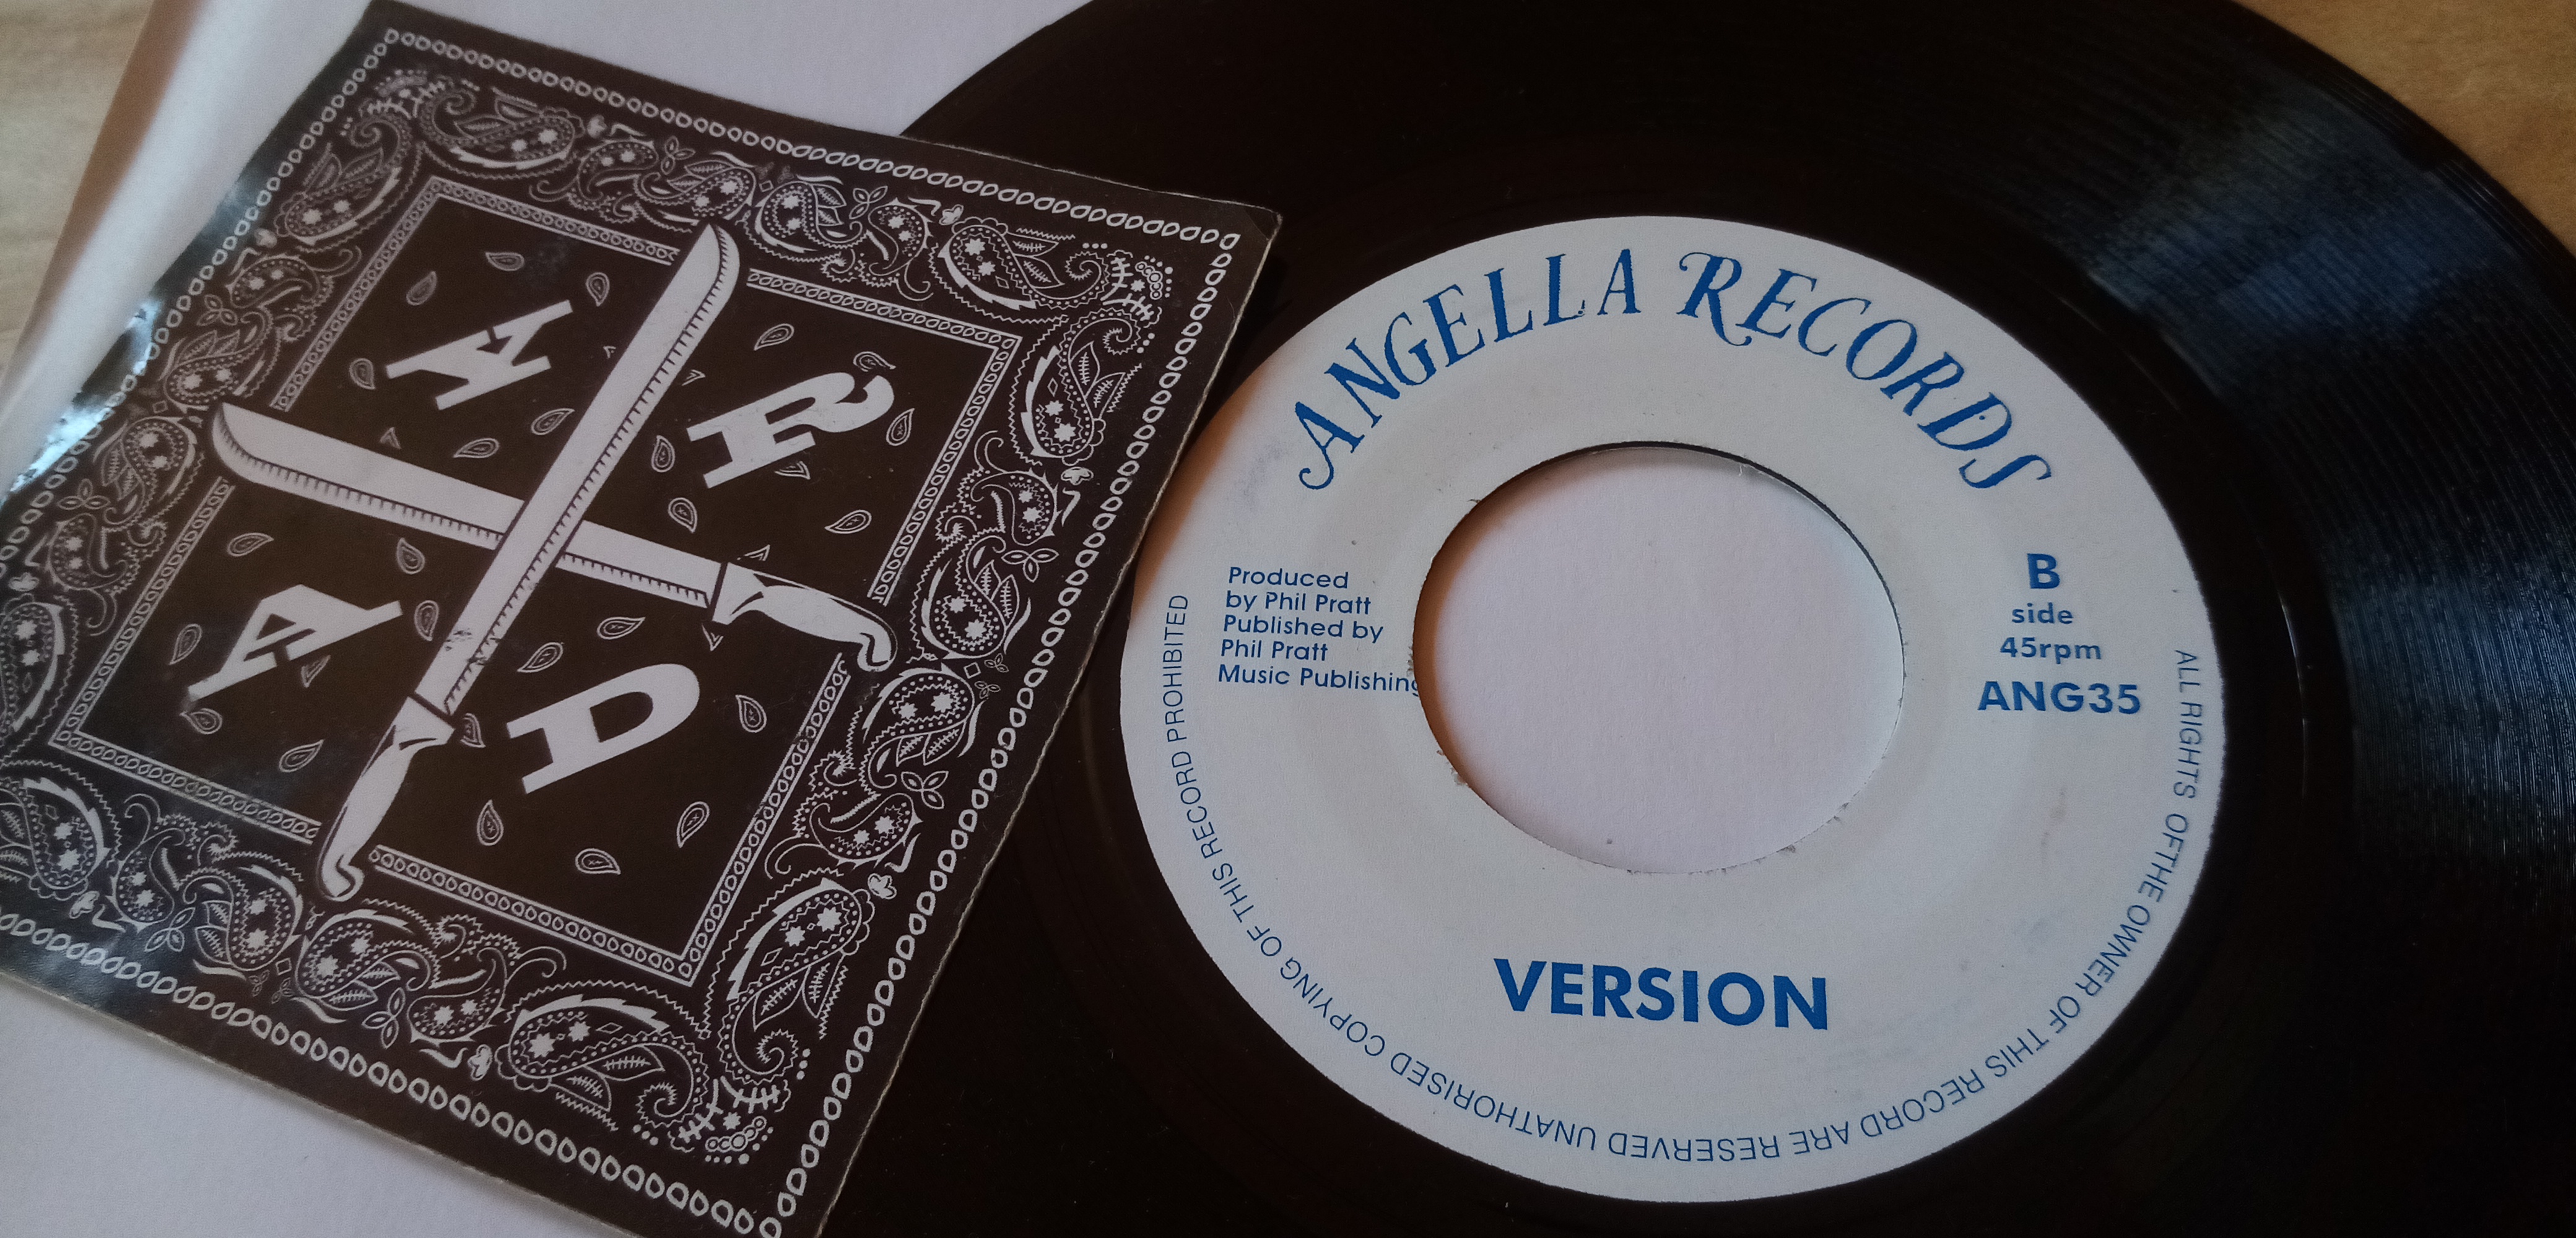 A R
A D
ANGELLA RECORDS
Produced
by Phil Pratt
Published by
Phil Pratt
Music Publishing
B
side
45rpm
ANG35
VERSION
ALL RIGHTS OFTHE OWNER OF THIS RECORD ARE RESERVED UNATHORISED COPYING OF THIS RECORD PROHIBITED